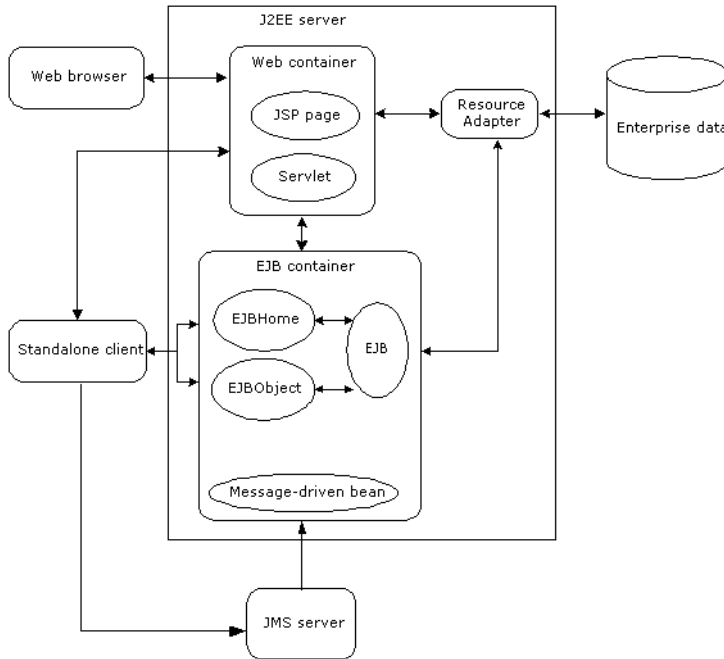 J2EE server
Web container
Web browser
JSP page
Servlet
Resource
Adapter
Enterprise data
EJB container
EJBHome
EJB
EJBObject
Standalone client
Message-driven bean
JMS server